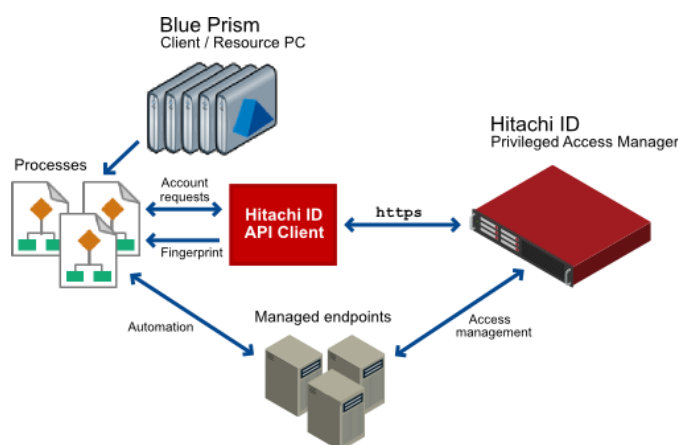 Blue Prism
Client / Resource PC
Hitachi ID
Privileged Access Manager
Processes
Account
requests
Hitachi ID
API Client
https
Fingerprint
Automation
Managed endpoints
Access
management